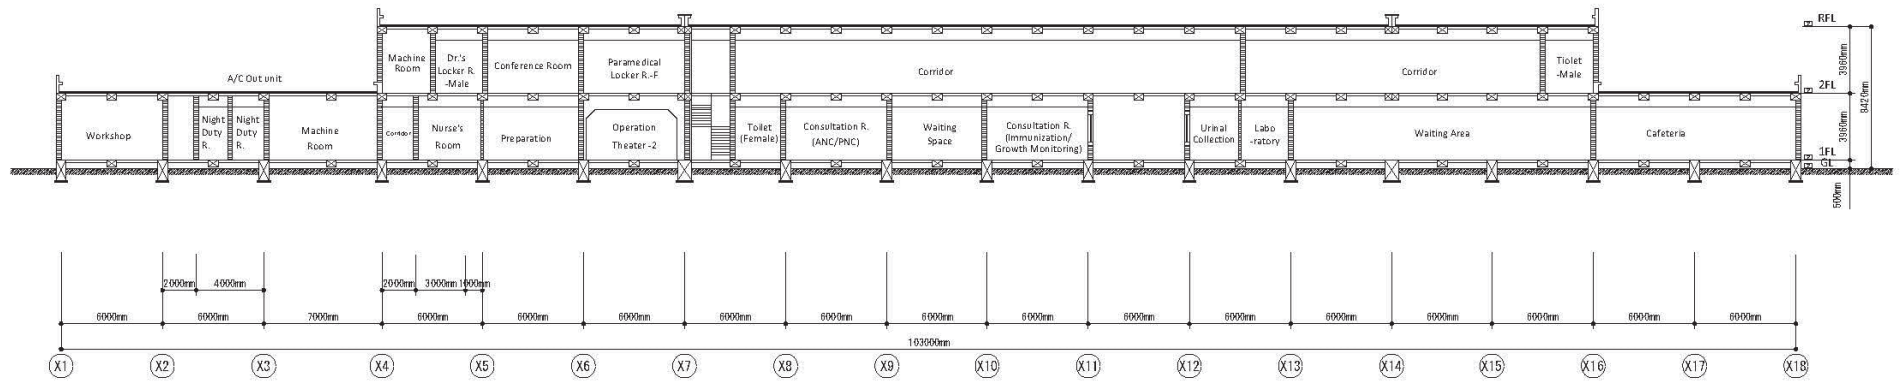 RFL
Machine
Room
Dr.'s
Locker R.
-Male
Conference Room
Paramedical
Locker R.-F
Corridor
Corridor
Tiolet
-Male
3960mm
A/C Out unit
2FL
8420mm
Workshop
Night
Duty
R.
Night
Duty
R.
Machine
Room
Corridor
Nurse's
Room
Preparation
Operation
Theater -2
Toilet
(Female)
Consultation R.
(ANC/PNC)
Waiting
Space
Consultation R.
(Immunization/
Growth Monitoring)
Urinal
Collection
Labo
-ratory
Waiting Area
Cafeteria
3960mm
1FL
GL
500mm
2000mm 4000mm 2000mm 3000mm 1000mm
6000mm 6000mm 7000mm 6000mm 6000mm 6000mm 6000mm 6000mm 6000mm 6000mm 6000mm 6000mm 6000mm 6000mm 6000mm 6000mm 6000mm
103000mm
X1 X2 X3 X4 X5 X6 X7 X8 X9 X10 X11 X12 X13 X14 X15 X16 X17 X18